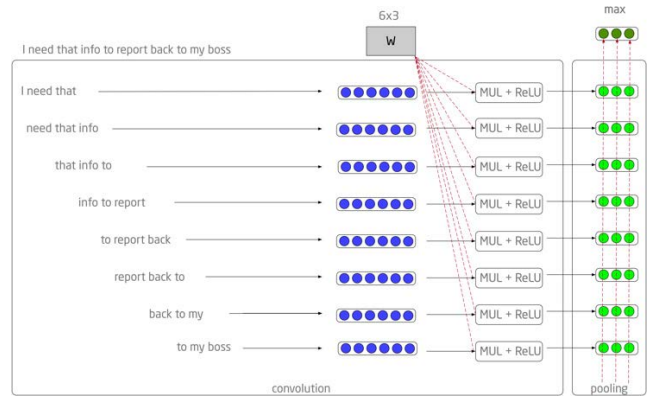 6x3
max
W
I need that info to report back to my boss
I need that
MUL + ReLU
need that info
MUL + ReLU
that info to
MUL + ReLU
info to report
MUL + ReLU
to report back
MUL + ReLU
report back to
MUL + ReLU
back to my
MUL + ReLU
to my boss
MUL + ReLU
convolution
pooling